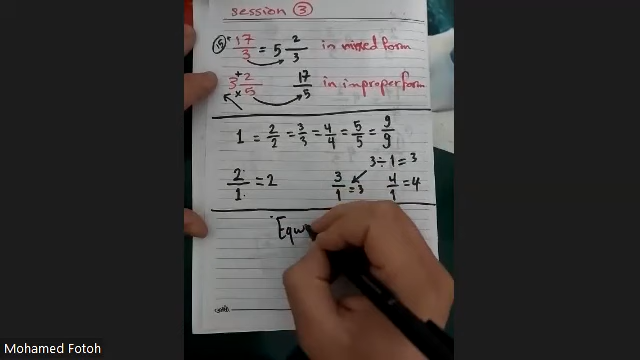 session ③
17/3 = 5 2/3 in mixed form
3 + 2/5 × 17/5 in improper form
1 = 2/2 = 3/3 = 4/4 = 5/5 = 9/9
3 ÷ 1 = 3
2/1 = 2 3/1 = 3 4/1 = 4
Mohamed Fotoh